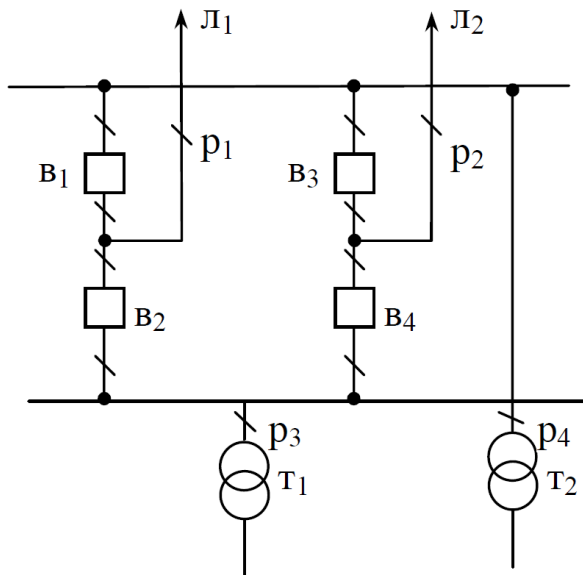 л₁ л₂
р₁ р₂
в₁ в₃
в₂ в₄
р₃ р₄
т₁ т₂